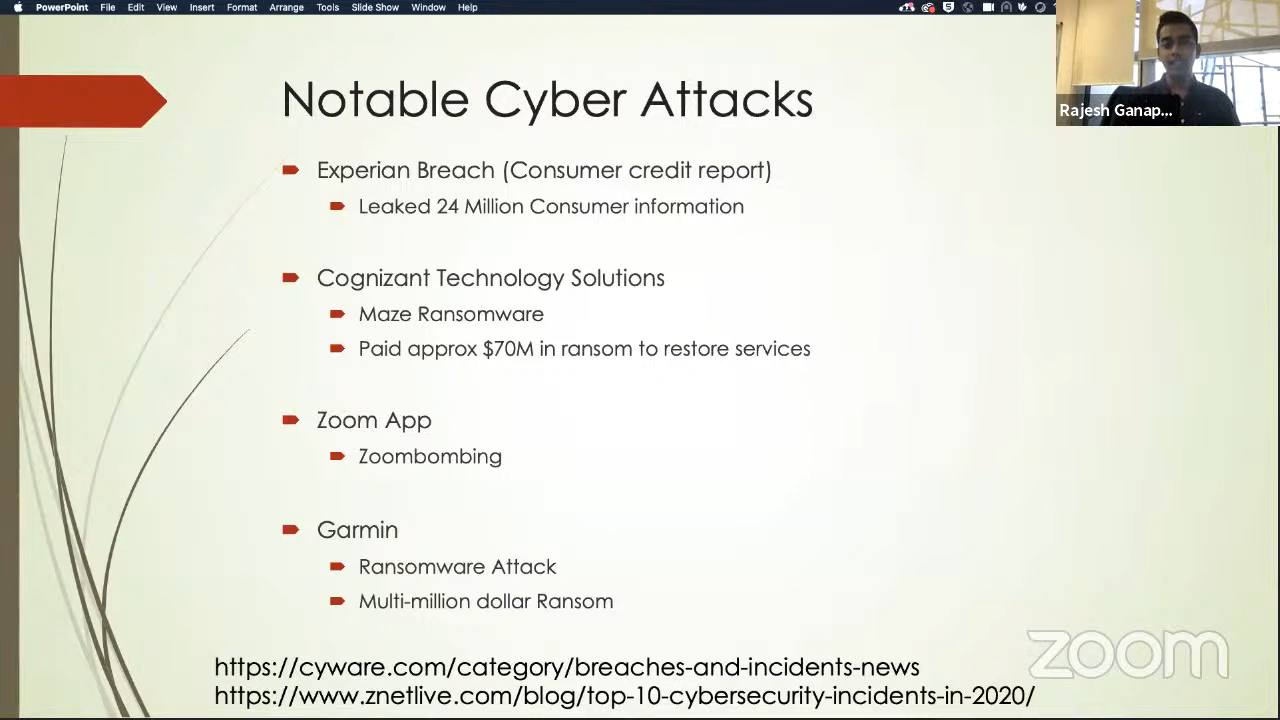 PowerPoint File Edit View Insert Format Arrange Tools Slide Show Window Help
Rajesh Ganap...
Notable Cyber Attacks
Experian Breach (Consumer credit report)
Leaked 24 Million Consumer information
Cognizant Technology Solutions
Maze Ransomware
Paid approx $70M in ransom to restore services
Zoom App
Zoombombing
Garmin
Ransomware Attack
Multi-million dollar Ransom
zoom
https://cyware.com/category/breaches-and-incidents-news
https://www.znetlive.com/blog/top-10-cybersecurity-incidents-in-2020/